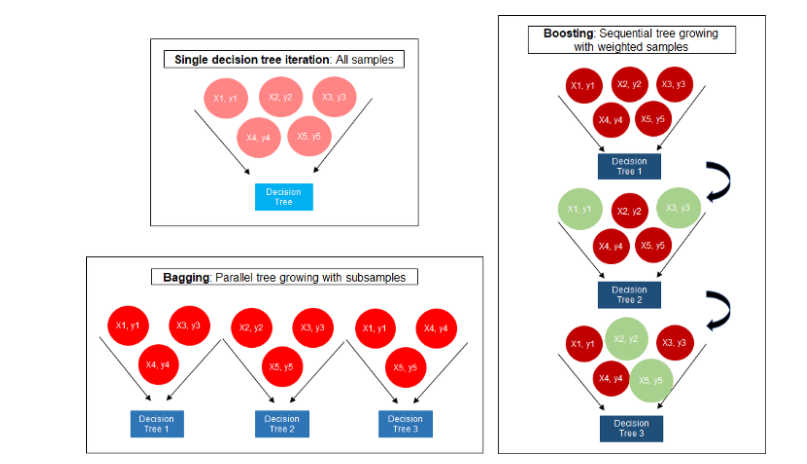 Single decision tree iteration: All samples
X1, y1
X2, y2
X3, y3
X4, y4
X5, y5
Decision
Tree
Bagging: Parallel tree growing with subsamples
X1, y1
X3, y3
X4, y4
Decision
Tree 1
X2, y2
X3, y3
X5, y5
Decision
Tree 2
X1, y1
X4, y4
X5, y5
Decision
Tree 3
Boosting: Sequential tree growing
with weighted samples
X1, y1
X2, y2
X3, y3
X4, y4
X5, y5
Decision
Tree 1
X1, y1
X2, y2
X3, y3
X4, y4
X5, y5
Decision
Tree 2
X1, y1
X2, y2
X3, y3
X4, y4
X5, y5
Decision
Tree 3